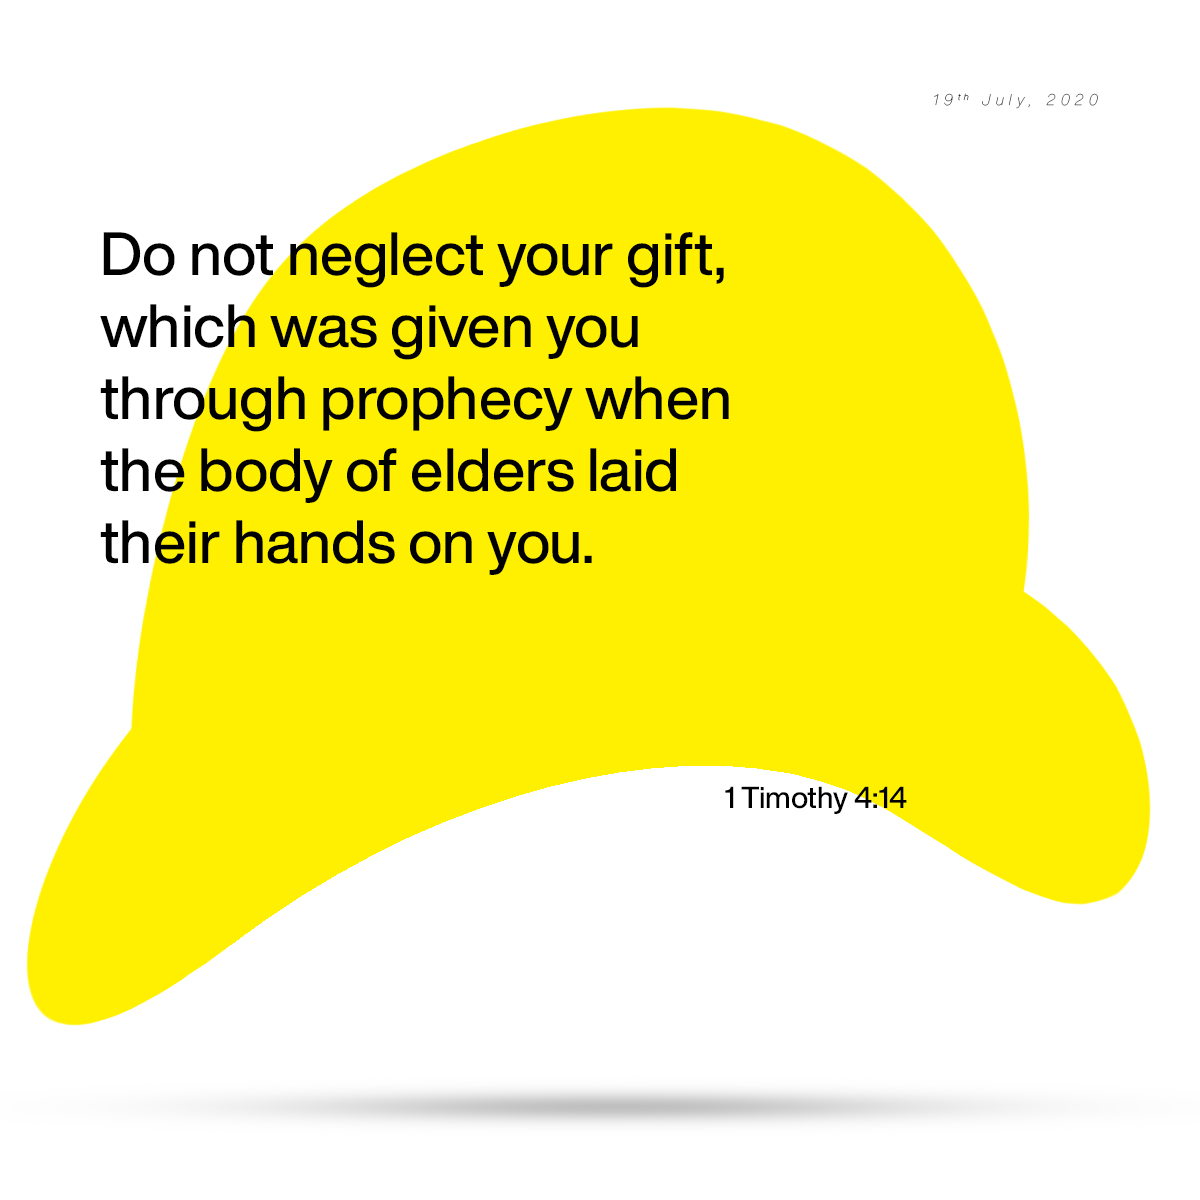 19th July, 2020
Do not neglect your gift,
which was given you
through prophecy when
the body of elders laid
their hands on you.
1 Timothy 4:14